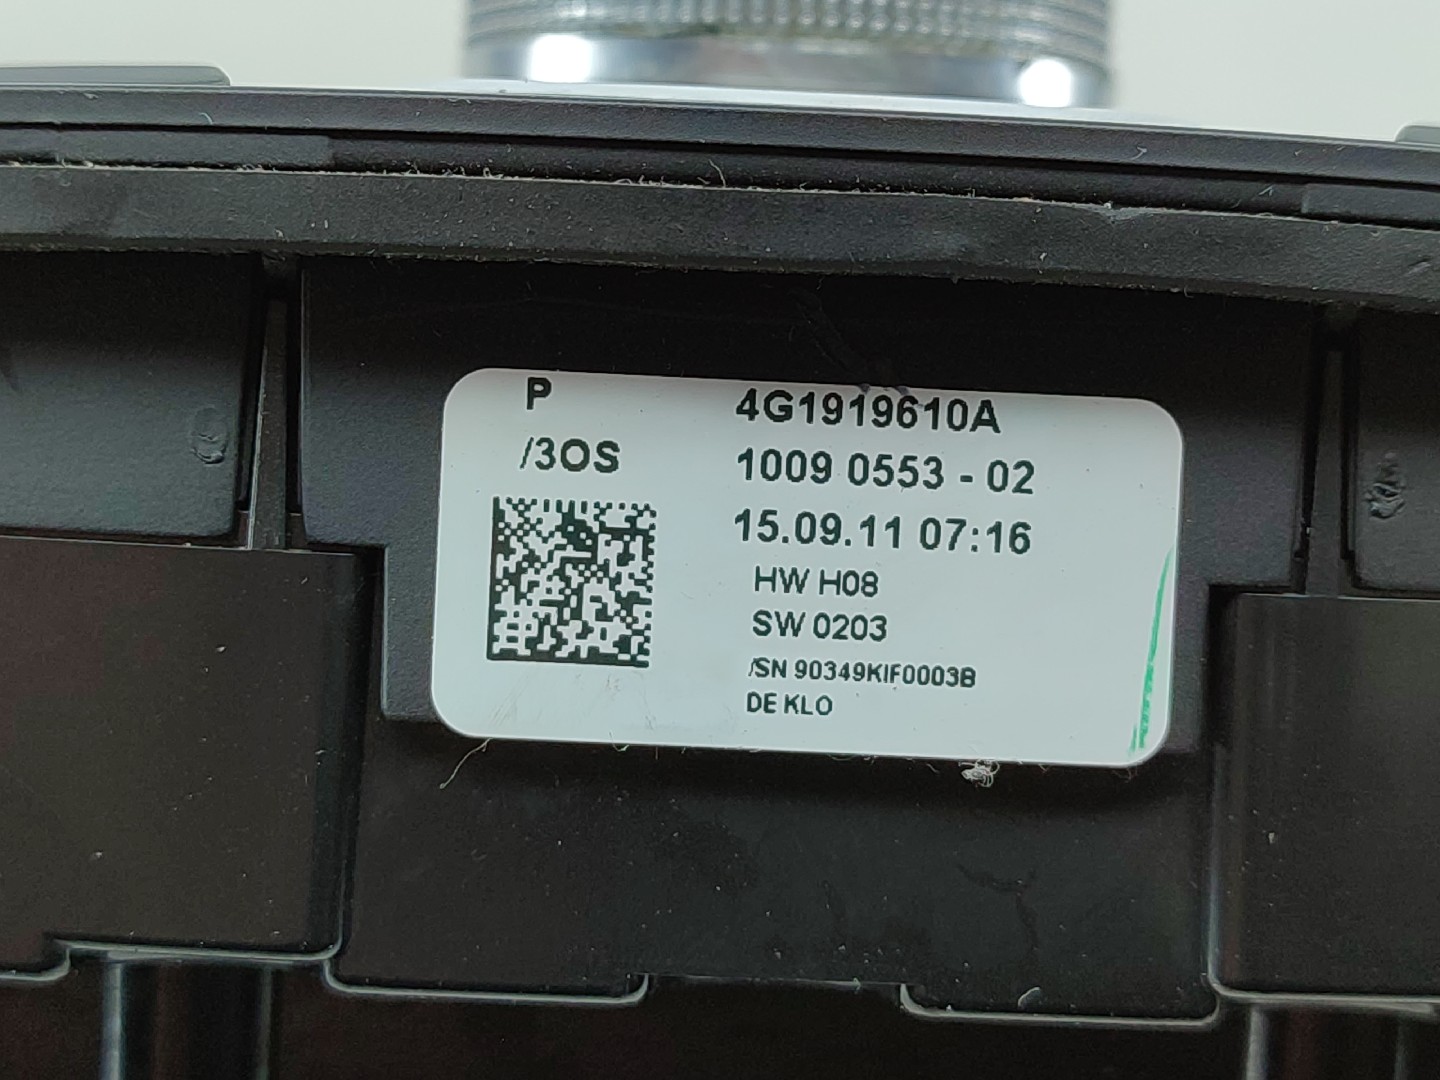 P
4G1919610A
/3OS
1009 0553 - 02
15.09.11 07:16
HW H08
SW 0203
/SN 90349KIF0003B
DE KLO